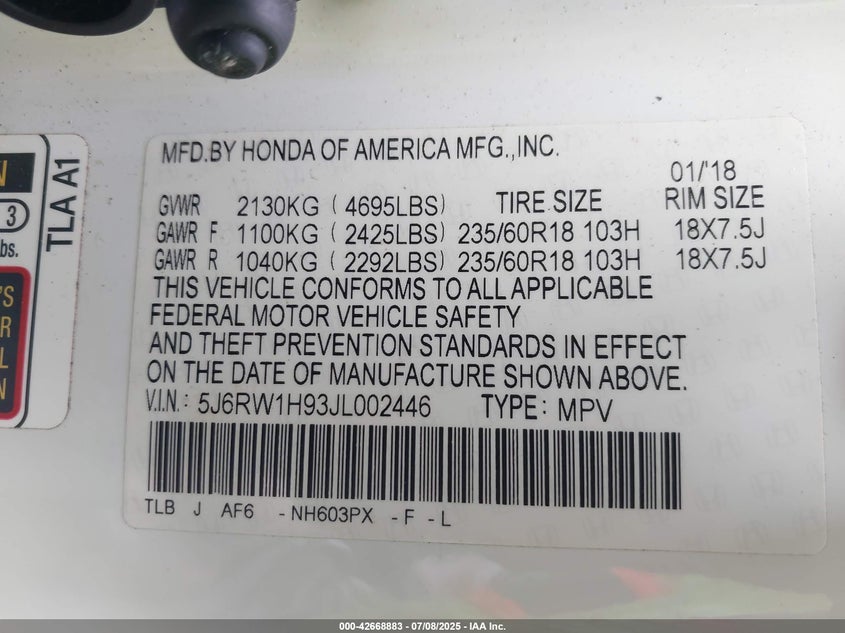 MFD.BY HONDA OF AMERICA MFG.,INC.
01/'18
GVWR 2130KG ( 4695LBS) TIRE SIZE RIM SIZE
GAWR F 1100KG ( 2425LBS) 235/60R18 103H 18X7.5J
GAWR R 1040KG ( 2292LBS) 235/60R18 103H 18X7.5J
THIS VEHICLE CONFORMS TO ALL APPLICABLE
FEDERAL MOTOR VEHICLE SAFETY
AND THEFT PREVENTION STANDARDS IN EFFECT
ON THE DATE OF MANUFACTURE SHOWN ABOVE.
V.I.N.: 5J6RW1H93JL002446 TYPE: MPV
TLB J AF6 - NH603PX - F - L
TLA A1
N
3
bs.
'S
R
L
N
000-42668883 - 07/08/2025 - IAA Inc.